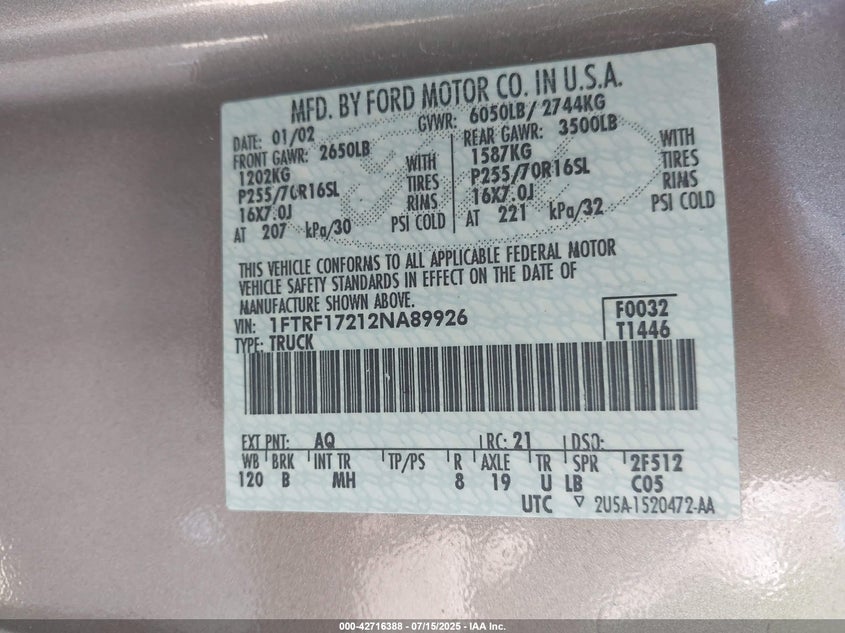 MFD. BY FORD MOTOR CO. IN U.S.A.
DATE: 01/02 GVWR: 6050LB/ 2744KG
FRONT GAWR: 2650LB REAR GAWR: 3500LB
1202KG WITH 1587KG WITH
P255/70R16SL TIRES P255/70R16SL TIRES
16X7.0J RIMS 16X7.0J RIMS
AT 207 kPa/30 PSI COLD AT 221 kPa/32 PSI COLD
THIS VEHICLE CONFORMS TO ALL APPLICABLE FEDERAL MOTOR
VEHICLE SAFETY STANDARDS IN EFFECT ON THE DATE OF
MANUFACTURE SHOWN ABOVE.
VIN: 1FTRF17212NA89926 F0032
TYPE: TRUCK T1446
EXT PNT: AQ RC: 21 DSO:
WB BRK INT TR TP/PS R AXLE TR SPR 2F512
120 B MH 8 19 U LB C05
UTC ▽ 2U5A-1520472-AA
000-42716388 - 07/15/2025 - IAA Inc.